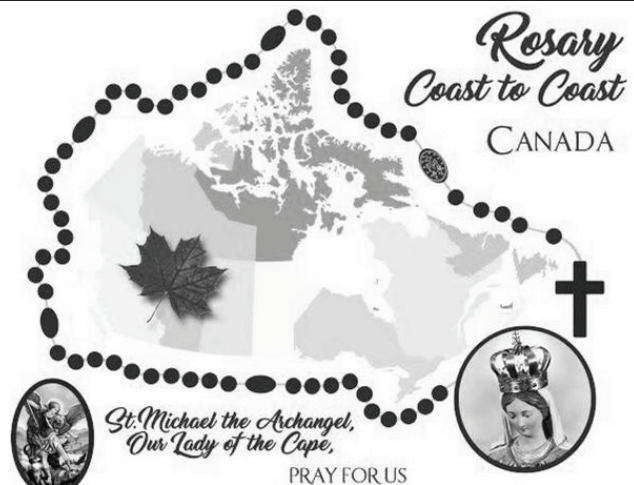 Rosary
Coast to Coast
CANADA
St.Michael the Archangel,
Our Lady of the Cape,
PRAY FOR US